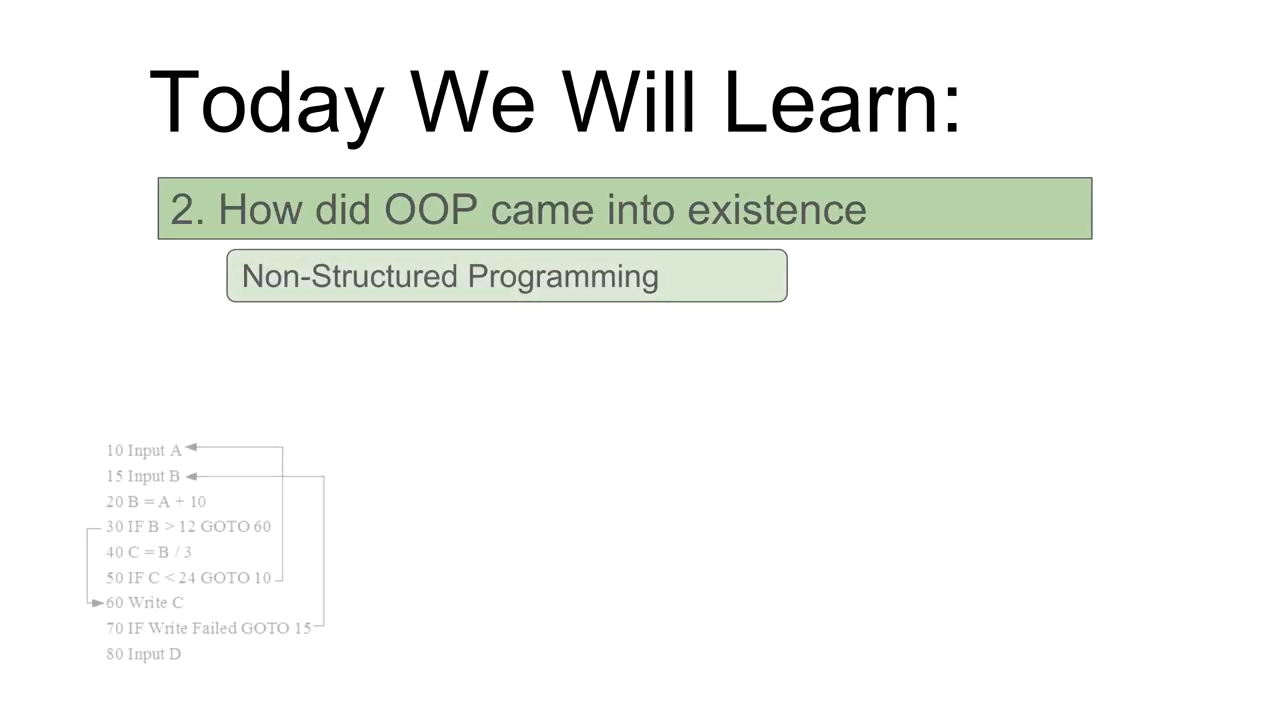 Today We Will Learn:
2. How did OOP came into existence
Non-Structured Programming
10 Input A
15 Input B
20 B = A + 10
30 IF B > 12 GOTO 60
40 C = B / 3
50 IF C < 24 GOTO 10
60 Write C
70 IF Write Failed GOTO 15
80 Input D